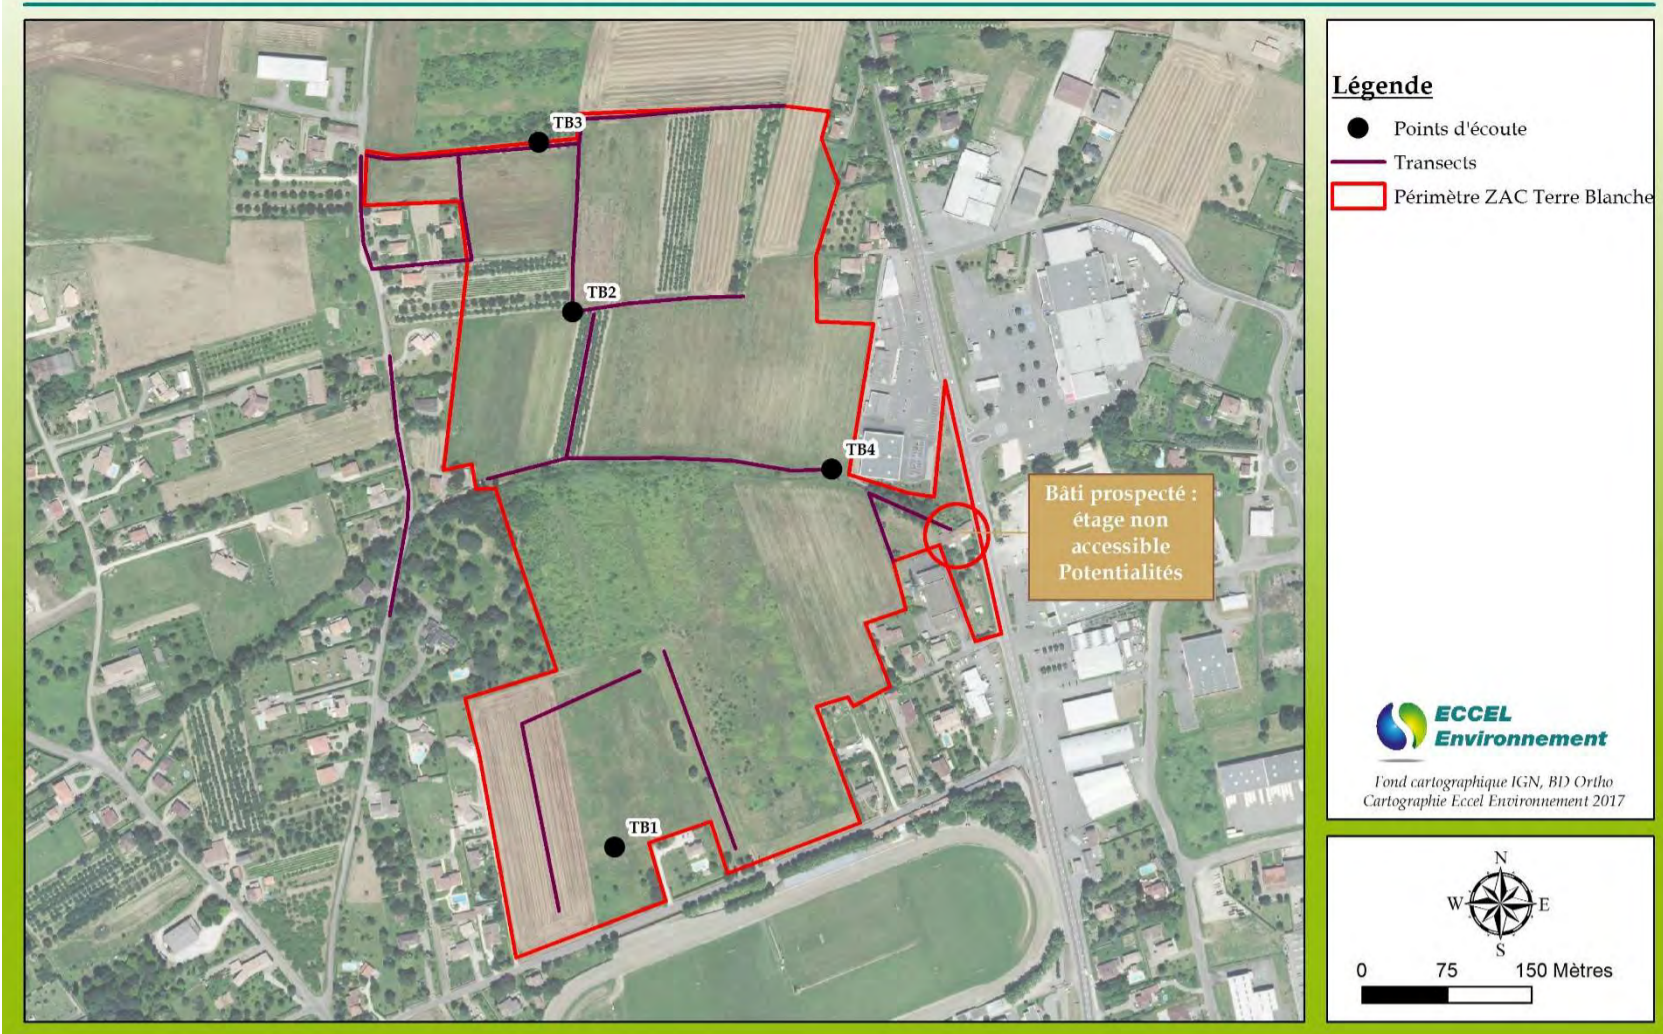 TB3
TB2
TB4
Bâti prospecté :
étage non
accessible
Potentialités
TB1
Légende
Points d'écoute
Transects
Périmètre ZAC Terre Blanche
ECCEL
Environnement
Fond cartographique IGN, BD Ortho
Cartographie Eccel Environnement 2017
N
W E
S
0 75 150 Mètres